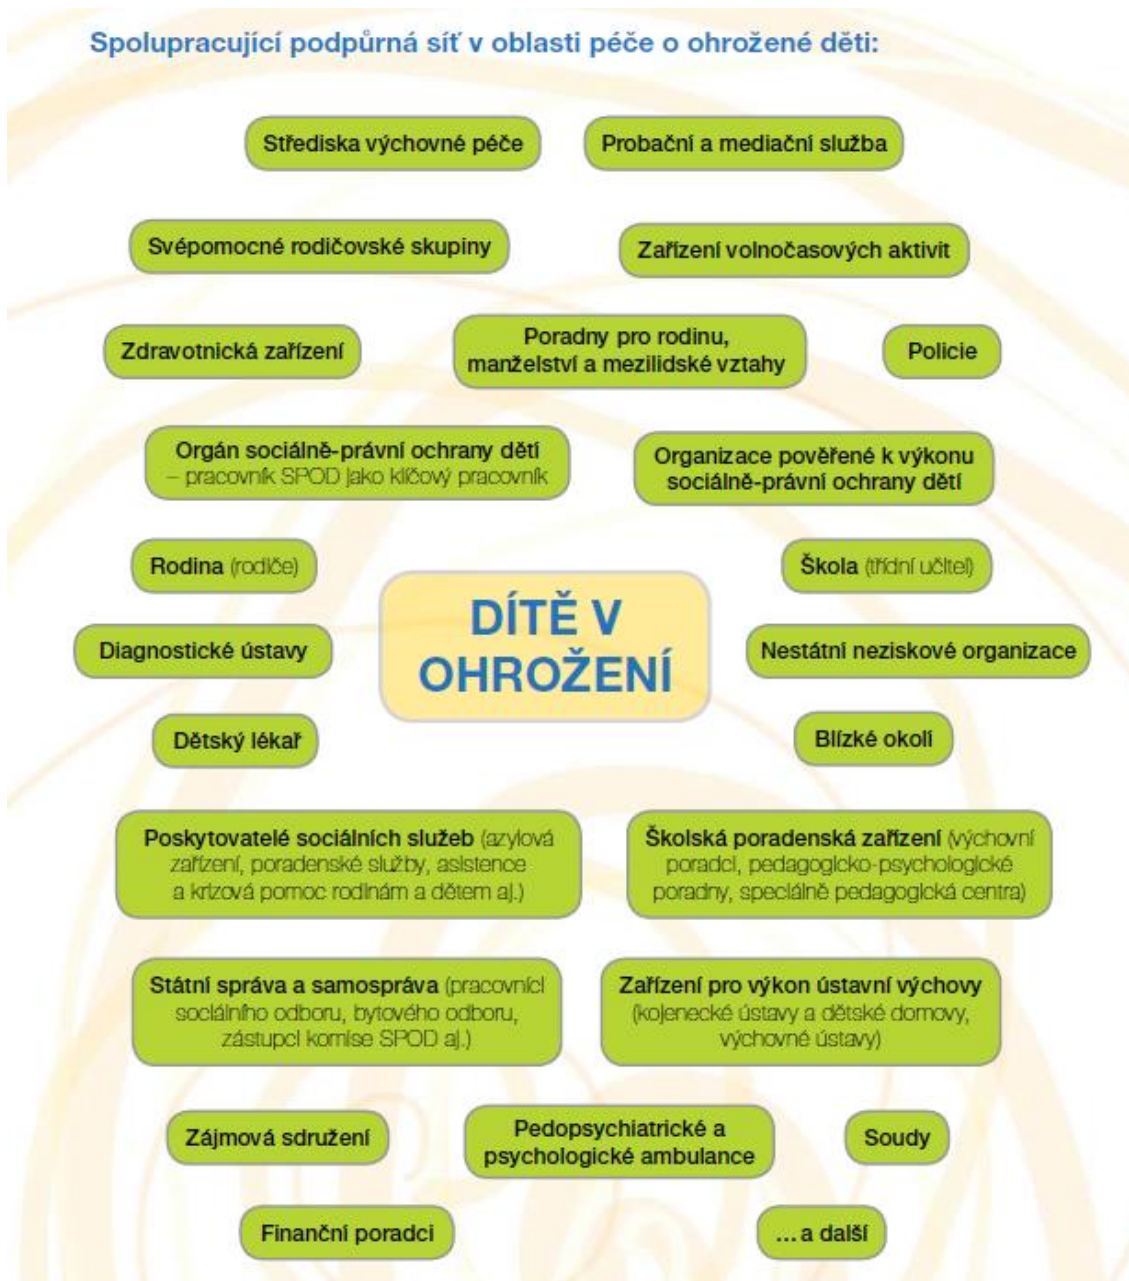 Spolupracující podpůrná síť v oblasti péče o ohrožené děti:
Střediska výchovné péče
Probační a mediační služba
Svépomocné rodičovské skupiny
Zařízení volnočasových aktivit
Zdravotnická zařízení
Poradny pro rodinu,
manželství a mezilidské vztahy
Policie
Orgán sociálně-právní ochrany dětí
– pracovník SPOD jako klíčový pracovník
Organizace pověřené k výkonu
sociálně-právní ochrany dětí
Rodina (rodiče)
Škola (třídní učitel)
DÍTĚ V
OHROŽENÍ
Diagnostické ústavy
Nestátní neziskové organizace
Dětský lékař
Blízké okolí
Poskytovatelé sociálních služeb (azylová
zařízení, poradenské služby, asistence
a krizová pomoc rodinám a dětem aj.)
Školská poradenská zařízení (výchovní
poradci, pedagogicko-psychologické
poradny, speciálně pedagogická centra)
Státní správa a samospráva (pracovníci
sociálního odboru, bytového odboru,
zástupci komise SPOD aj.)
Zařízení pro výkon ústavní výchovy
(kojenecké ústavy a dětské domovy,
výchovné ústavy)
Zájmová sdružení
Pedopsychiatrické a
psychologické ambulance
Soudy
Finanční poradci
...a další